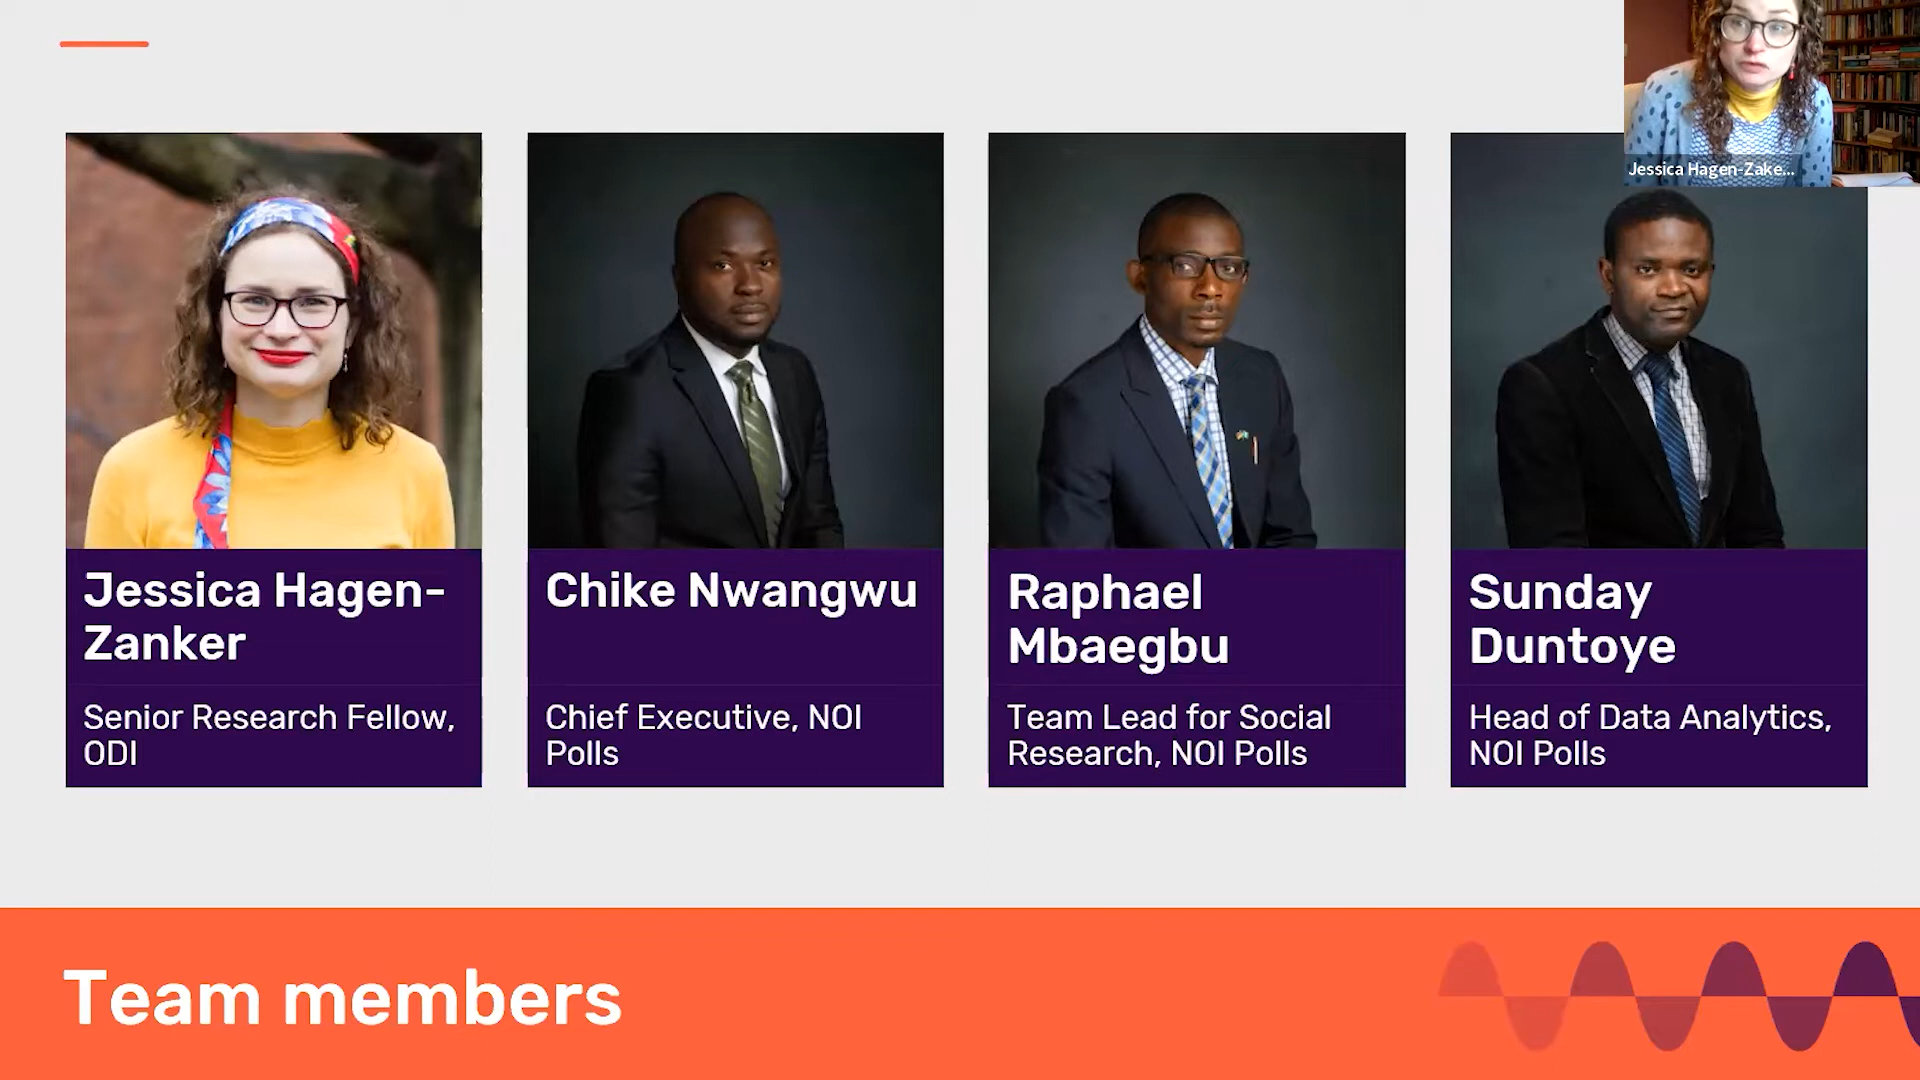 Jessica Hagen-Zake...
Jessica Hagen-
Zanker
Senior Research Fellow,
ODI
Chike Nwangwu
Chief Executive, NOI
Polls
Raphael
Mbaegbu
Team Lead for Social
Research, NOI Polls
Sunday
Duntoye
Head of Data Analytics,
NOI Polls
Team members